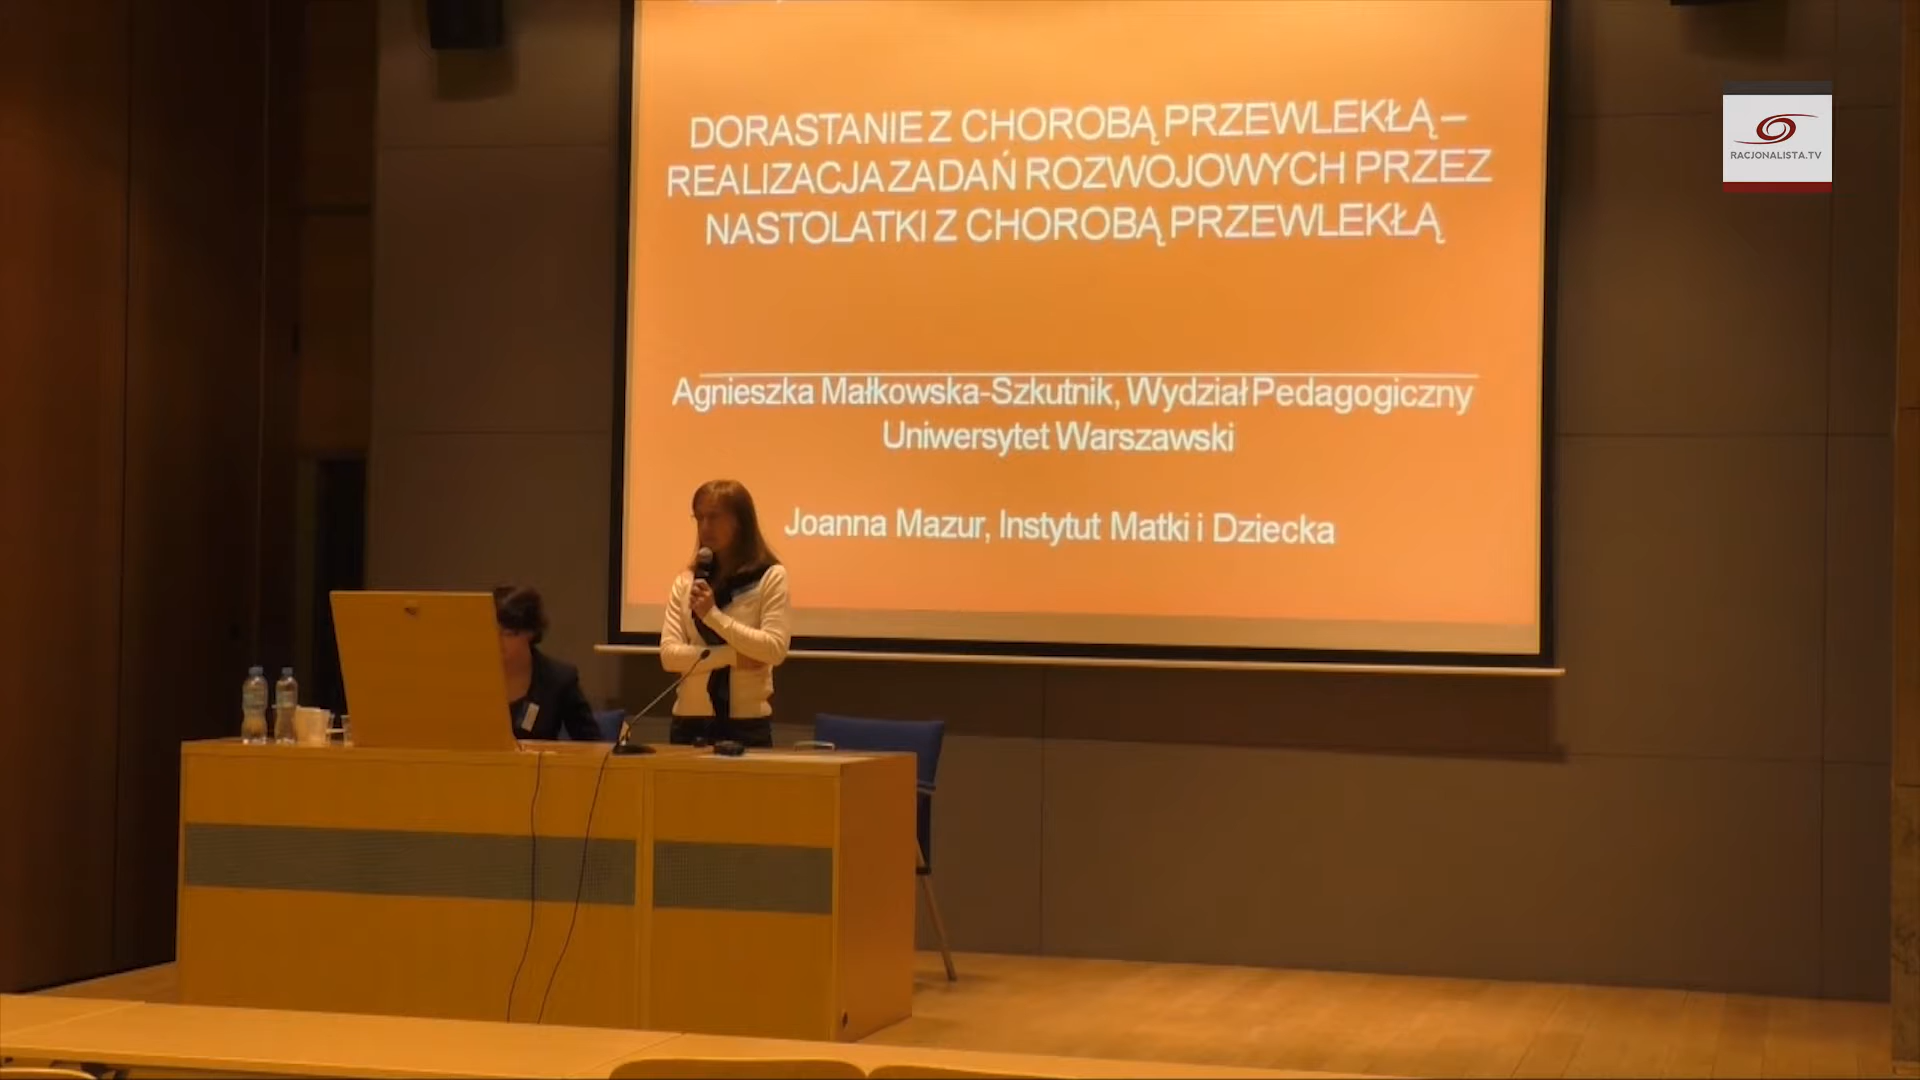 DORASTANIE Z CHOROBĄ PRZEWLEKŁĄ –
REALIZACJA ZADAŃ ROZWOJOWYCH PRZEZ
NASTOLATKI Z CHOROBĄ PRZEWLEKŁĄ
Agnieszka Małkowska-Szkutnik, Wydział Pedagogiczny
Uniwersytet Warszawski
Joanna Mazur, Instytut Matki i Dziecka
RACJONALISTA.TV